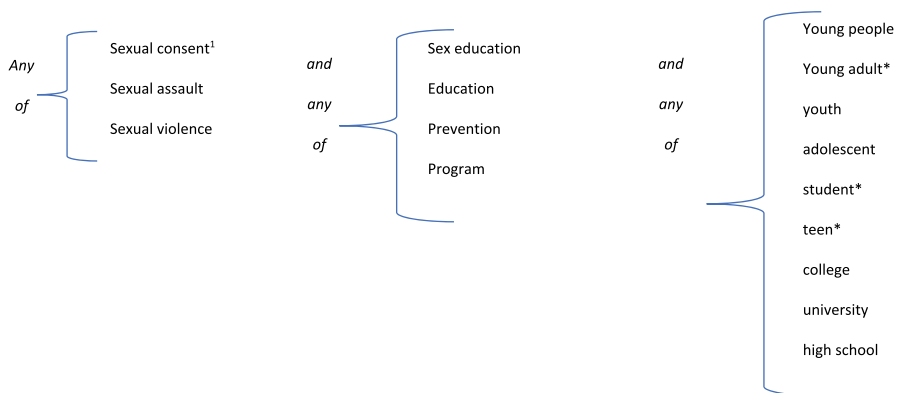 Any
of
Sexual consent¹
Sexual assault
Sexual violence
and
any
of
Sex education
Education
Prevention
Program
and
any
of
Young people
Young adult*
youth
adolescent
student*
teen*
college
university
high school